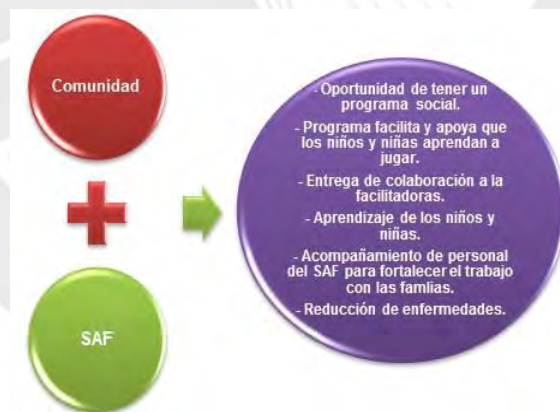 Comunidad
SAF
- Oportunidad de tener un
programa social.
- Programa facilita y apoya que
los niños y niñas aprendan a
jugar.
- Entrega de colaboración a la
facilitadoras.
- Aprendizaje de los niños y
niñas.
- Acompañamiento de personal
del SAF para fortalecer el trabajo
con las famlias.
- Reducción de enfermedades.